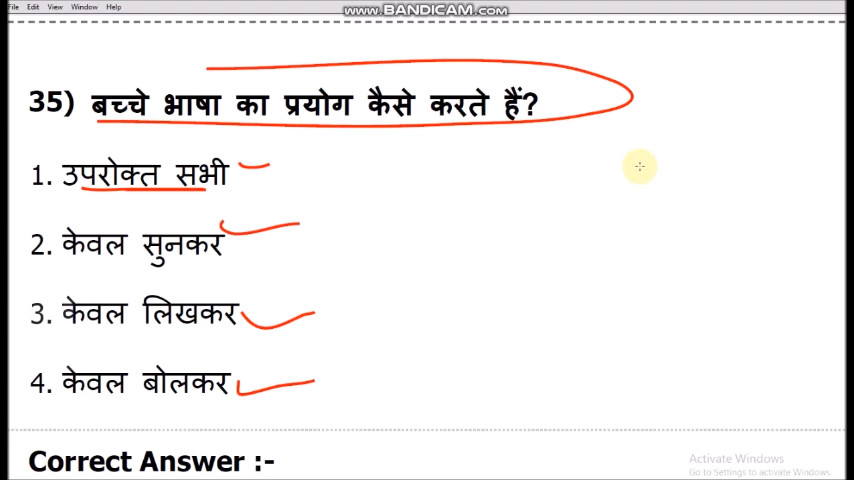 File Edit View Window Help
www.BANDICAM.com
35) बच्चे भाषा का प्रयोग कैसे करते हैं?
1. उपरोक्त सभी
2. केवल सुनकर
3. केवल लिखकर
4. केवल बोलकर
Correct Answer :-
Activate Windows
Go to Settings to activate Windows.